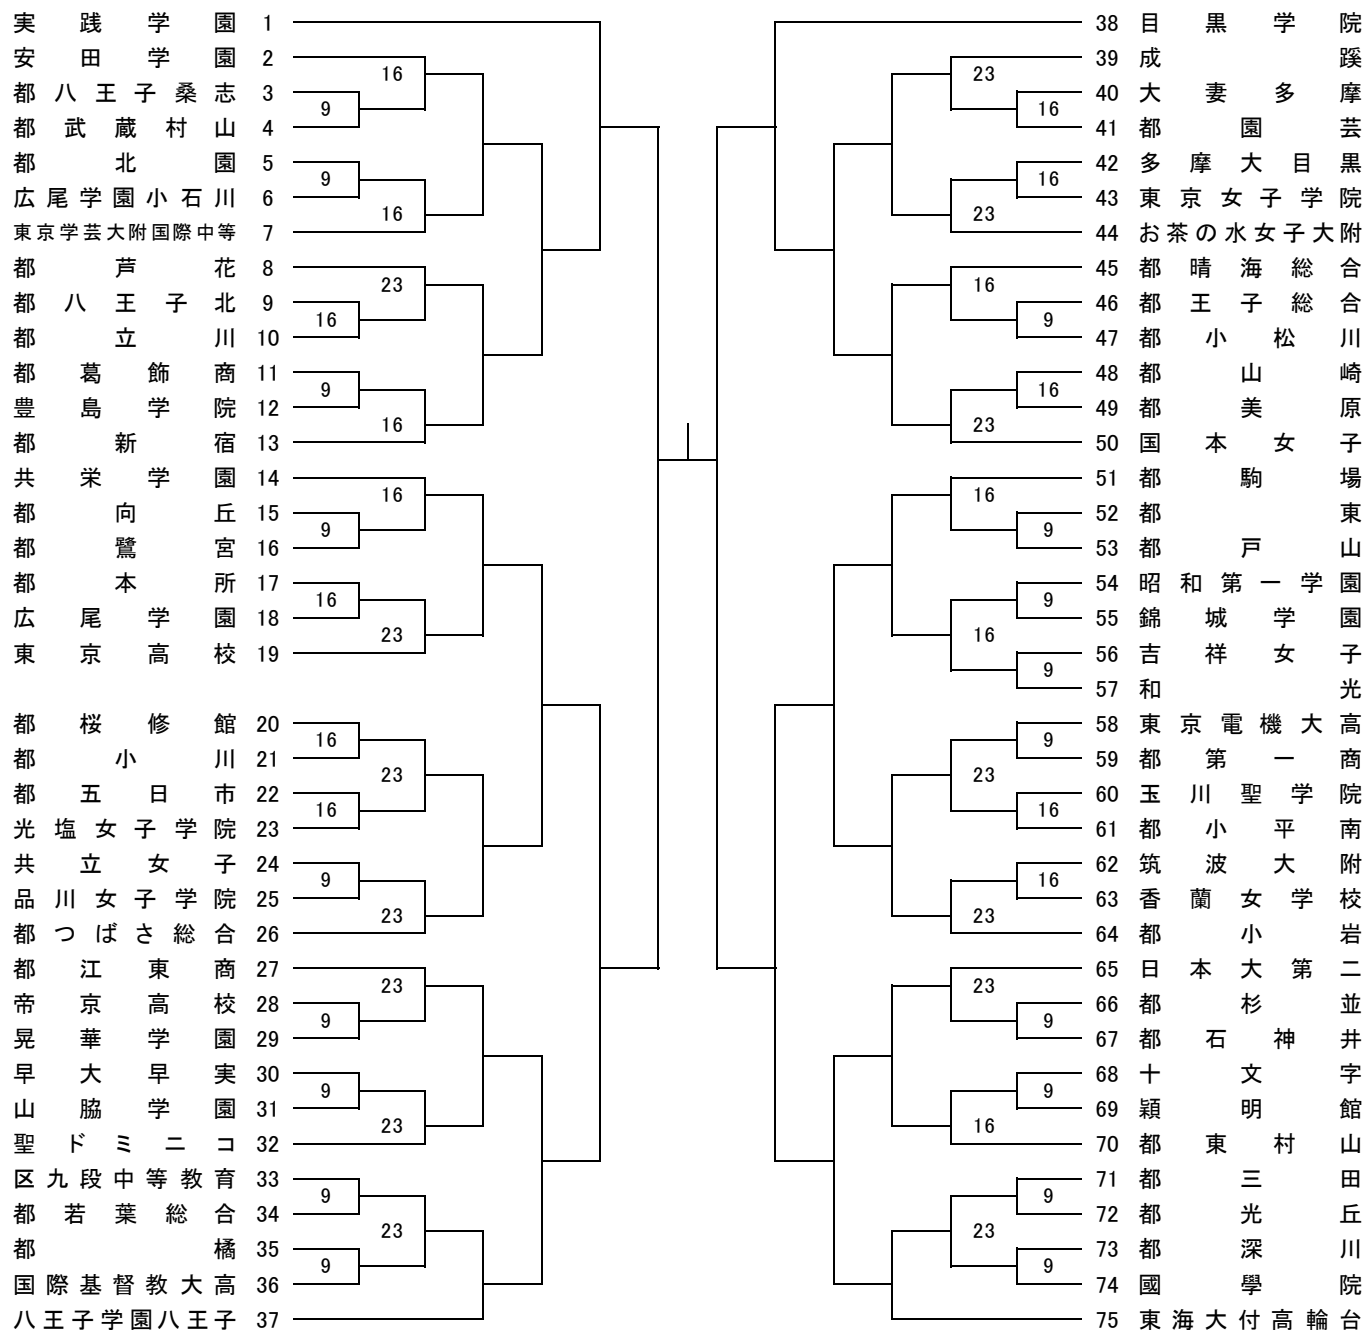 実践学園 1
安田学園 2
16
都八王子桑志 3
9
都武蔵村山 4
都北園 5
9
広尾学園小石川 6
16
東京学芸大附国際中等 7
都芦花 8
23
都八王子北 9
16
都立川 10
都葛飾商 11
9
豊島学院 12
16
都新宿 13
共栄学園 14
16
都向丘 15
9
都鷺宮 16
都本所 17
16
広尾学園 18
23
東京高校 19
都桜修館 20
16
都小川 21
23
都五日市 22
16
光塩女子学院 23
共立女子 24
9
品川女子学院 25
23
都つばさ総合 26
都江東商 27
23
帝京高校 28
9
晃華学園 29
早大早実 30
9
山脇学園 31
23
聖ドミニコ 32
区九段中等教育 33
9
都若葉総合 34
23
都橘 35
9
国際基督教大高 36
八王子学園八王子 37
38 目黒学院
39 成蹊
23
40 大妻多摩
16
41 都園芸
42 多摩大目黒
16
43 東京女子学院
23
44 お茶の水女子大附
45 都晴海総合
16
46 都王子総合
9
47 都小松川
48 都山崎
16
49 都美原
23
50 国本女子
51 都駒場
16
52 都東
9
53 都戸山
54 昭和第一学園
9
55 錦城学園
16
56 吉祥女子
9
57 和光
58 東京電機大高
9
59 都第一商
23
60 玉川聖学院
16
61 都小平南
62 筑波大附
16
63 香蘭女学校
23
64 都小岩
65 日本大第二
23
66 都杉並
9
67 都石神井
68 十文字
9
69 穎明館
16
70 都東村山
71 都三田
9
72 都光丘
23
73 都深川
9
74 國學院
75 東海大付高輪台